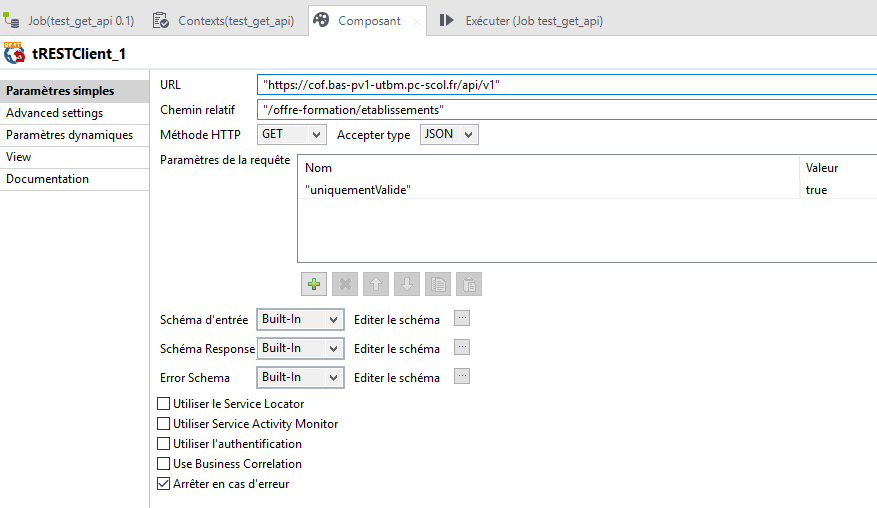 Job(test_get_api 0.1) Contexts(test_get_api) Composant Exécuter (Job test_get_api)
tRESTClient_1
Paramètres simples
Advanced settings
Paramètres dynamiques
View
Documentation
URL "https://cof.bas-pv1-utbm.pc-scol.fr/api/v1"
Chemin relatif "/offre-formation/etablissements"
Méthode HTTP GET Accepter type JSON
Paramètres de la requête
Nom Valeur
"uniquementValide" true
Schéma d'entrée Built-In Editer le schéma ...
Schéma Response Built-In Editer le schéma ...
Error Schema Built-In Editer le schéma ...
Utiliser le Service Locator
Utiliser Service Activity Monitor
Utiliser l'authentification
Use Business Correlation
Arrêter en cas d'erreur